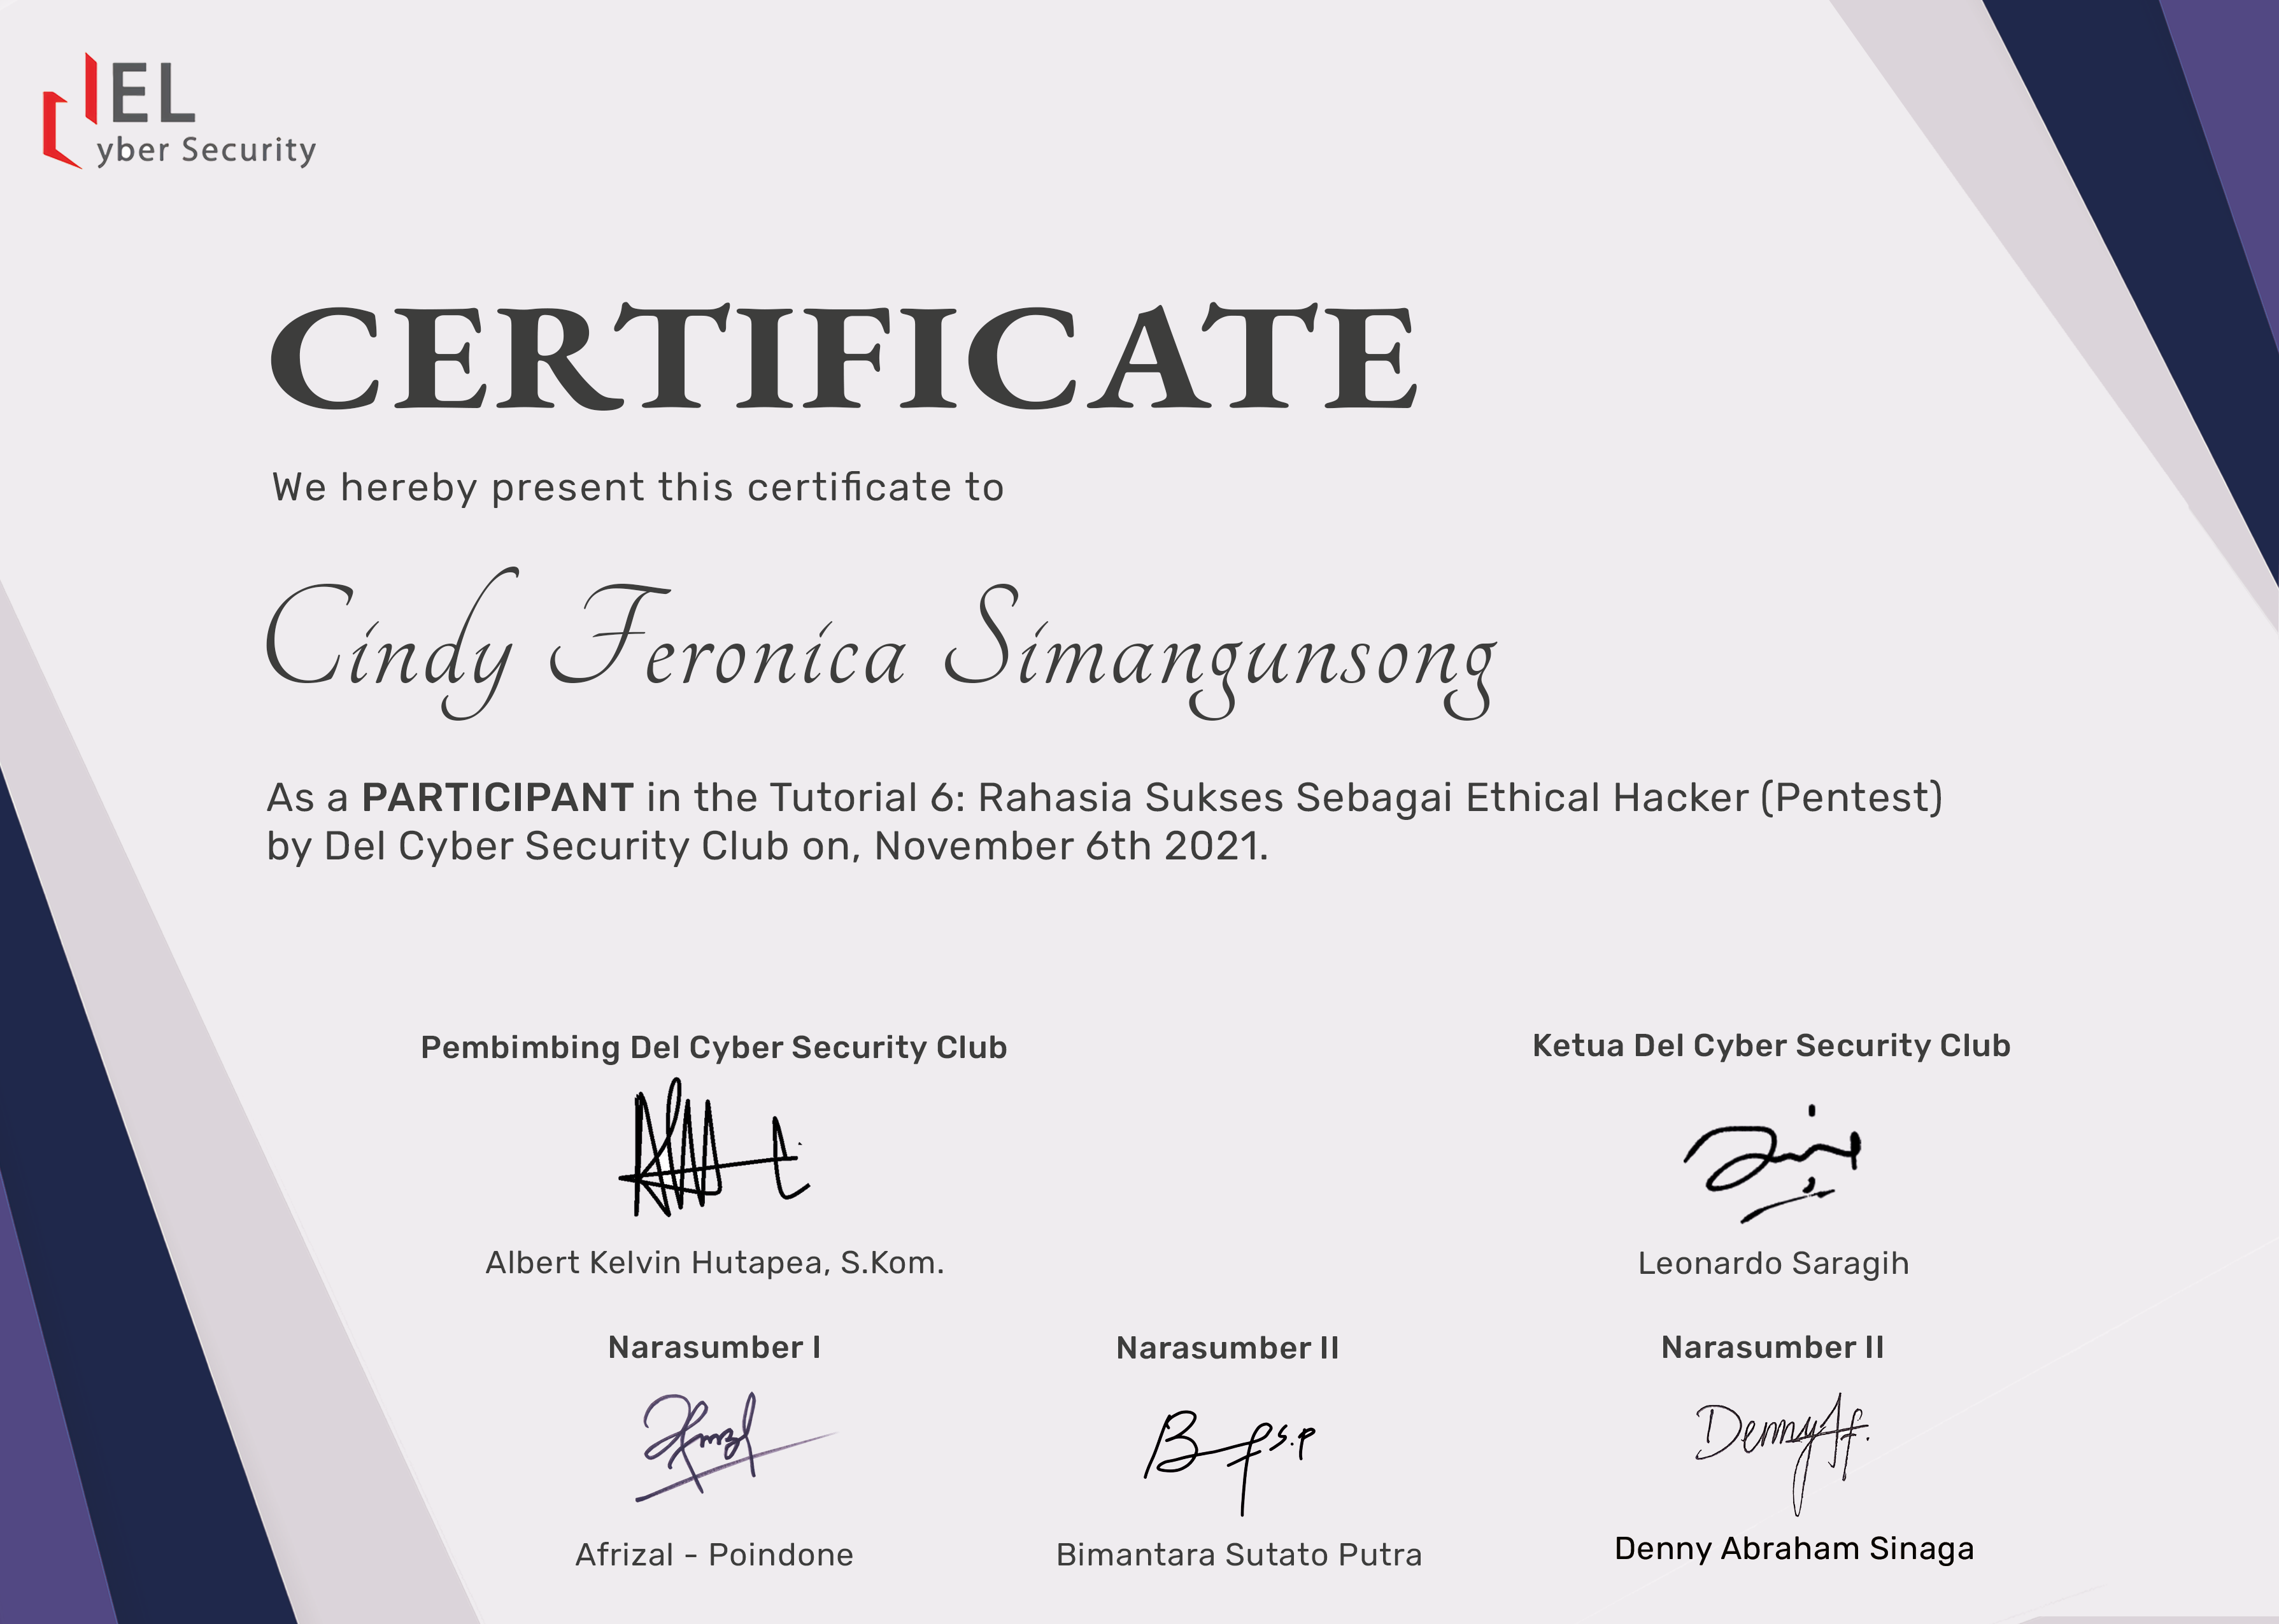 DEL
Cyber Security
CERTIFICATE
We hereby present this certificate to
Cindy Feronica Simangunsong
As a PARTICIPANT in the Tutorial 6: Rahasia Sukses Sebagai Ethical Hacker (Pentest)
by Del Cyber Security Club on, November 6th 2021.
Pembimbing Del Cyber Security Club
Ketua Del Cyber Security Club
Albert Kelvin Hutapea, S.Kom.
Leonardo Saragih
Narasumber I
Narasumber II
Narasumber II
B S.P
Denny
Afrizal - Poindone
Bimantara Sutato Putra
Denny Abraham Sinaga